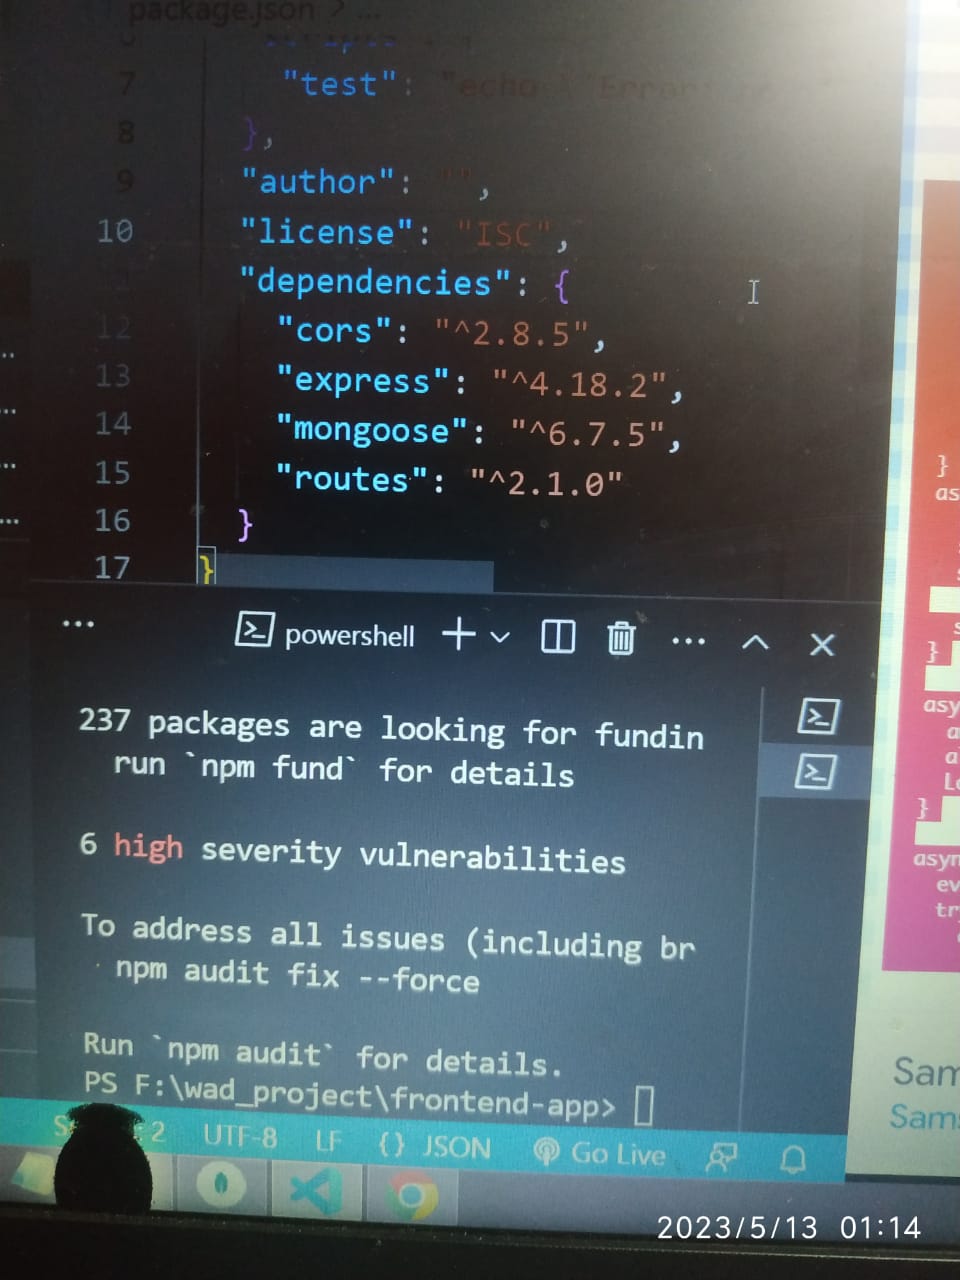 package.json > ...
7 "test": "echo \"Error:
8 },
9 "author": "",
10 "license": "ISC",
"dependencies": {
12 "cors": "^2.8.5",
13 "express": "^4.18.2",
14 "mongoose": "^6.7.5",
15 "routes": "^2.1.0"
16 }
17 }
... powershell
237 packages are looking for fundin
run `npm fund` for details
6 high severity vulnerabilities
To address all issues (including br
npm audit fix --force
Run `npm audit` for details.
PS F:\wad_project\frontend-app>
2 UTF-8 LF {} JSON Go Live
}
as
s
}
asy
a
a
}
asyn
ev
tr
Sam
Sams
2023/5/13 01:14